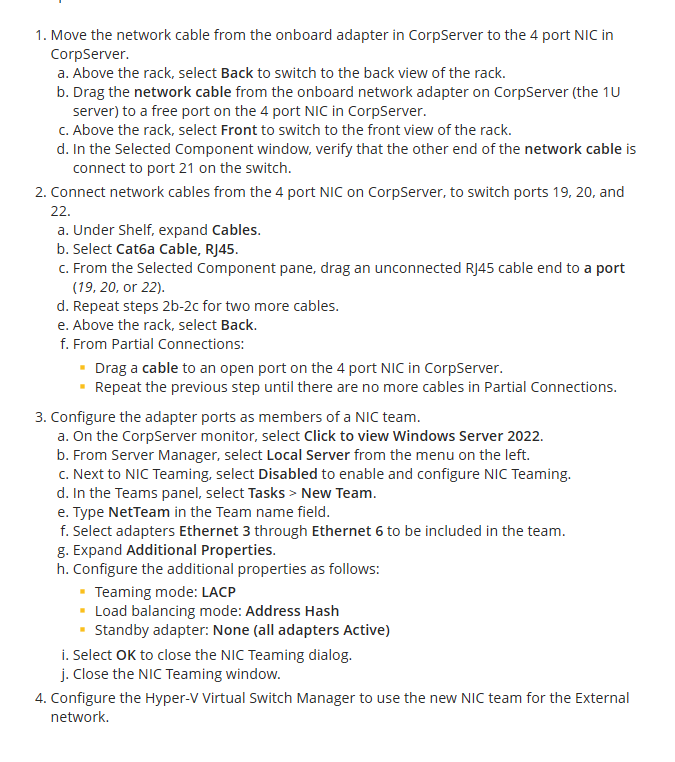 1. Move the network cable from the onboard adapter in CorpServer to the 4 port NIC in
CorpServer.
a. Above the rack, select Back to switch to the back view of the rack.
b. Drag the network cable from the onboard network adapter on CorpServer (the 1U
server) to a free port on the 4 port NIC in CorpServer.
c. Above the rack, select Front to switch to the front view of the rack.
d. In the Selected Component window, verify that the other end of the network cable is
connect to port 21 on the switch.
2. Connect network cables from the 4 port NIC on CorpServer, to switch ports 19, 20, and
22.
a. Under Shelf, expand Cables.
b. Select Cat6a Cable, RJ45.
c. From the Selected Component pane, drag an unconnected RJ45 cable end to a port
(19, 20, or 22).
d. Repeat steps 2b-2c for two more cables.
e. Above the rack, select Back.
f. From Partial Connections:
▪ Drag a cable to an open port on the 4 port NIC in CorpServer.
▪ Repeat the previous step until there are no more cables in Partial Connections.
3. Configure the adapter ports as members of a NIC team.
a. On the CorpServer monitor, select Click to view Windows Server 2022.
b. From Server Manager, select Local Server from the menu on the left.
c. Next to NIC Teaming, select Disabled to enable and configure NIC Teaming.
d. In the Teams panel, select Tasks > New Team.
e. Type NetTeam in the Team name field.
f. Select adapters Ethernet 3 through Ethernet 6 to be included in the team.
g. Expand Additional Properties.
h. Configure the additional properties as follows:
▪ Teaming mode: LACP
▪ Load balancing mode: Address Hash
▪ Standby adapter: None (all adapters Active)
i. Select OK to close the NIC Teaming dialog.
j. Close the NIC Teaming window.
4. Configure the Hyper-V Virtual Switch Manager to use the new NIC team for the External
network.